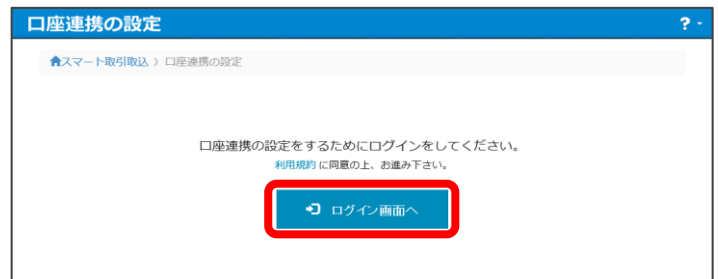 口座連携の設定 ?
スマート取引取込 》 口座連携の設定
口座連携の設定をするためにログインをしてください。
利用規約 に同意の上、お進み下さい。
ログイン画面へ